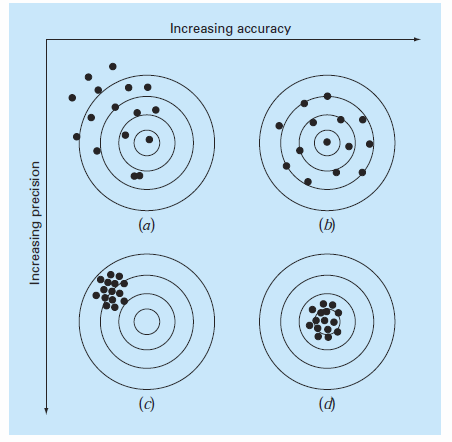 Increasing accuracy
Increasing precision
(a)
(b)
(c)
(d)